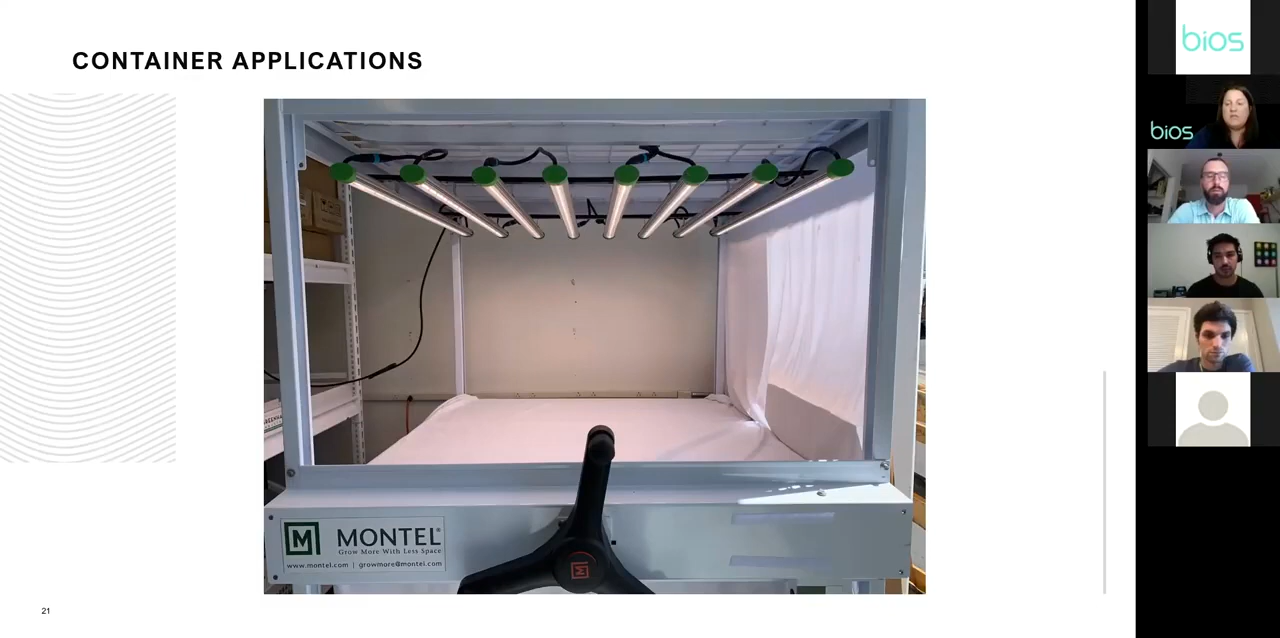 CONTAINER APPLICATIONS
bios
bios
MONTEL®
Grow More With Less Space
www.montel.com | growmore@montel.com
21